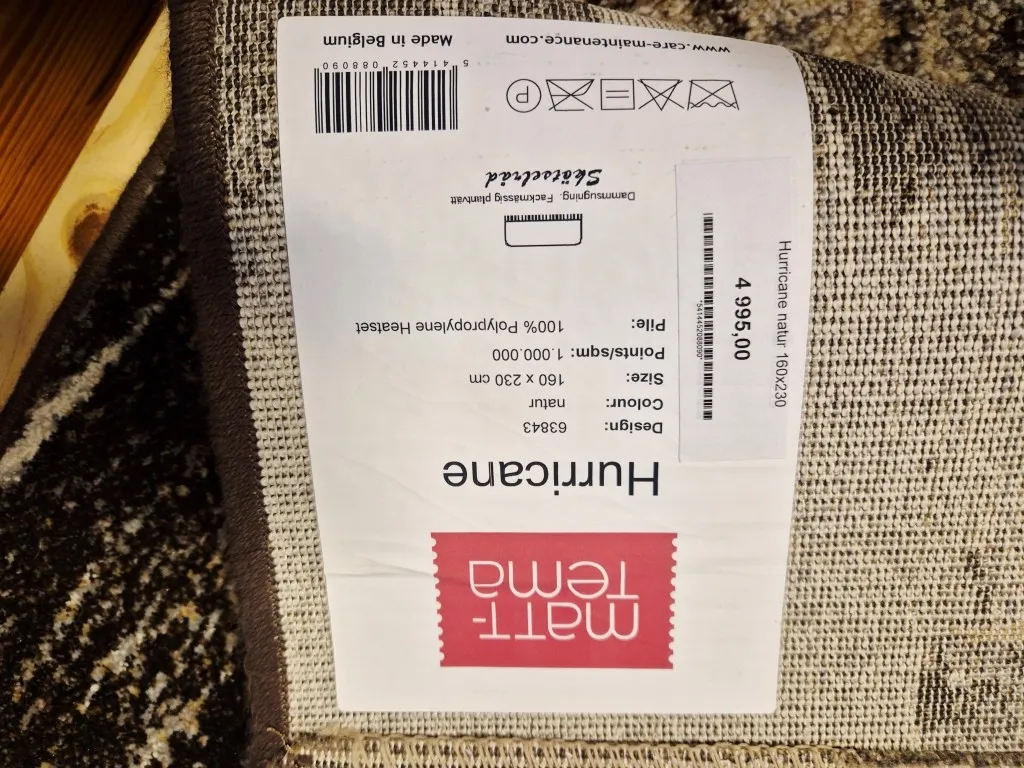 maTT-
Tema
Hurricane
Design: 63843
Colour: natur
Size: 160 x 230 cm
Points/sqm: 1.000.000
Pile: 100% Polypropylene Heatset
Dammsugning. Fackmässig plantvätt
Skötselråd
P
5 414452 088090
www.care-maintenance.com
Made in Belgium
Hurricane natur 160x230
4 995,00
*5414452088090*